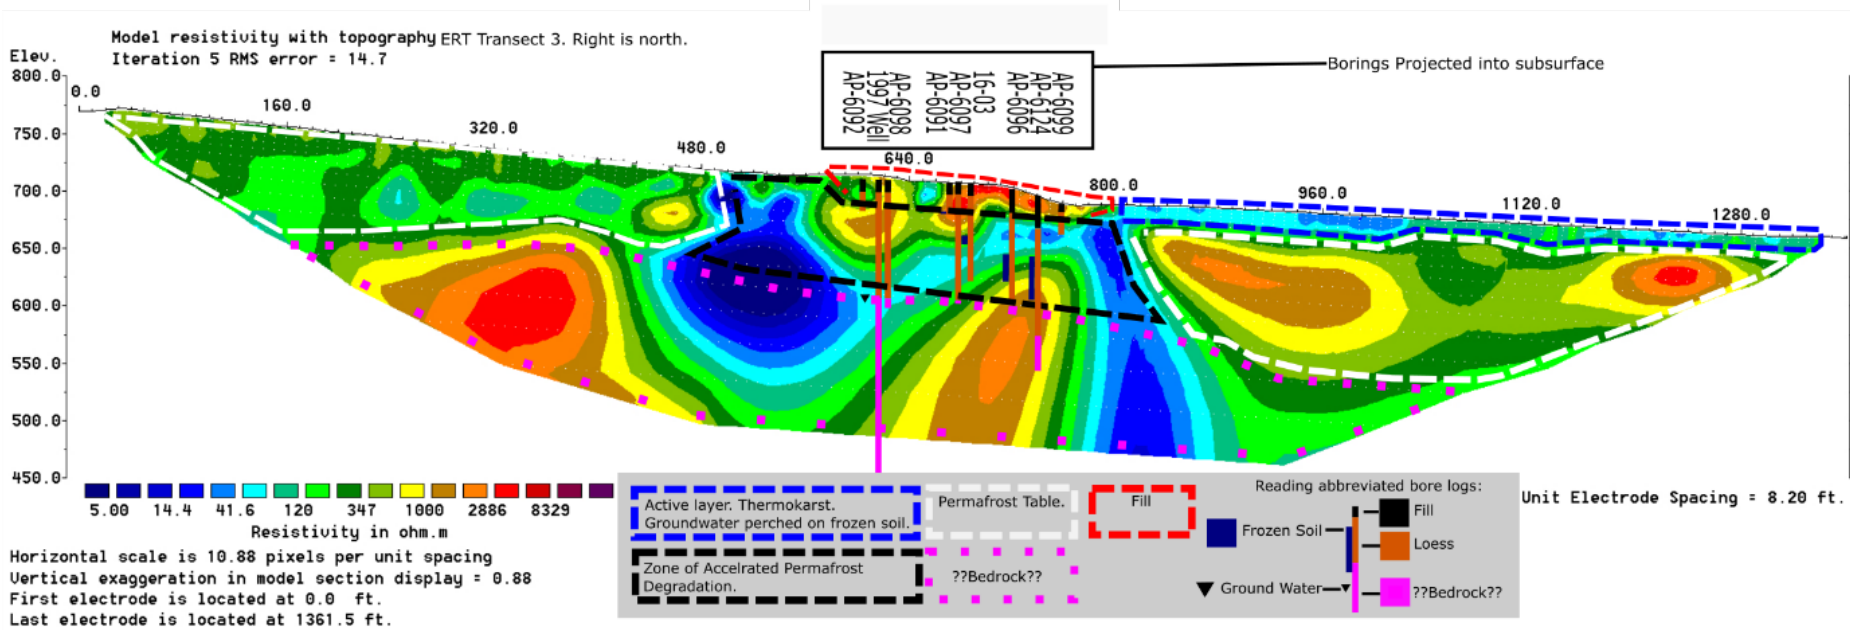 Model resistivity with topography ERT Transect 3. Right is north.
Iteration 5 RMS error = 14.7
Elev.
800.0
750.0
700.0
650.0
600.0
550.0
500.0
450.0
0.0
160.0
320.0
480.0
640.0
800.0
960.0
1120.0
1280.0
AP-6092
1997 Well
AP-6098
AP-6091
AP-6097
16-03
AP-6096
AP-6124
AP-6099
Borings Projected into subsurface
5.00 14.4 41.6 120 347 1000 2886 8329
Resistivity in ohm.m
Horizontal scale is 10.88 pixels per unit spacing
Vertical exaggeration in model section display = 0.88
First electrode is located at 0.0 ft.
Last electrode is located at 1361.5 ft.
Active layer. Thermokarst.
Groundwater perched on frozen soil.
Permafrost Table.
Fill
Zone of Accelrated Permafrost
Degradation.
??Bedrock??
Reading abbreviated bore logs:
Frozen Soil
Fill
Loess
Ground Water
??Bedrock??
Unit Electrode Spacing = 8.20 ft.